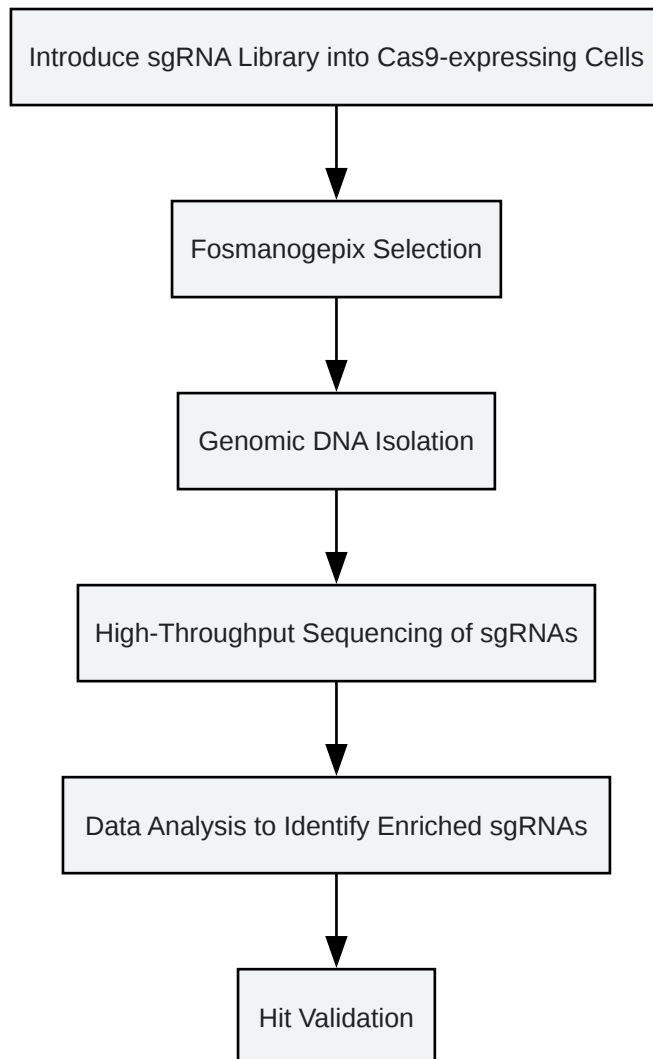 Introduce sgRNA Library into Cas9-expressing Cells
Fosmanogepix Selection
Genomic DNA Isolation
High-Throughput Sequencing of sgRNAs
Data Analysis to Identify Enriched sgRNAs
Hit Validation